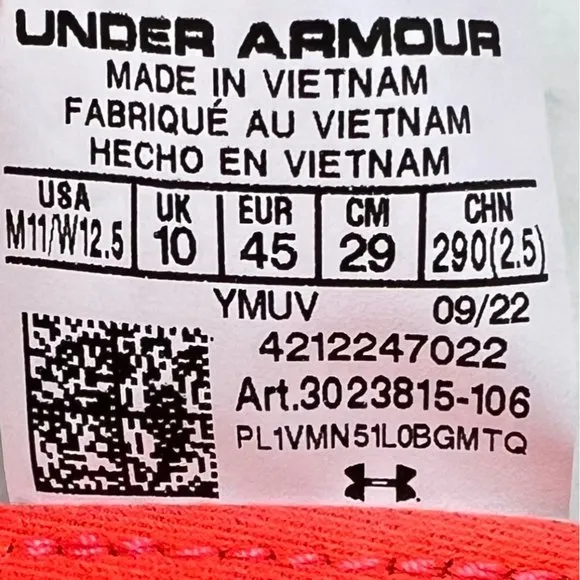 UNDER ARMOUR
MADE IN VIETNAM
FABRIQUÉ AU VIETNAM
HECHO EN VIETNAM
USA UK EUR CM CHN
M11/W12.5 10 45 29 290(2.5)
YMUV 09/22
4212247022
Art.3023815-106
PL1VMN51L0BGMTQ